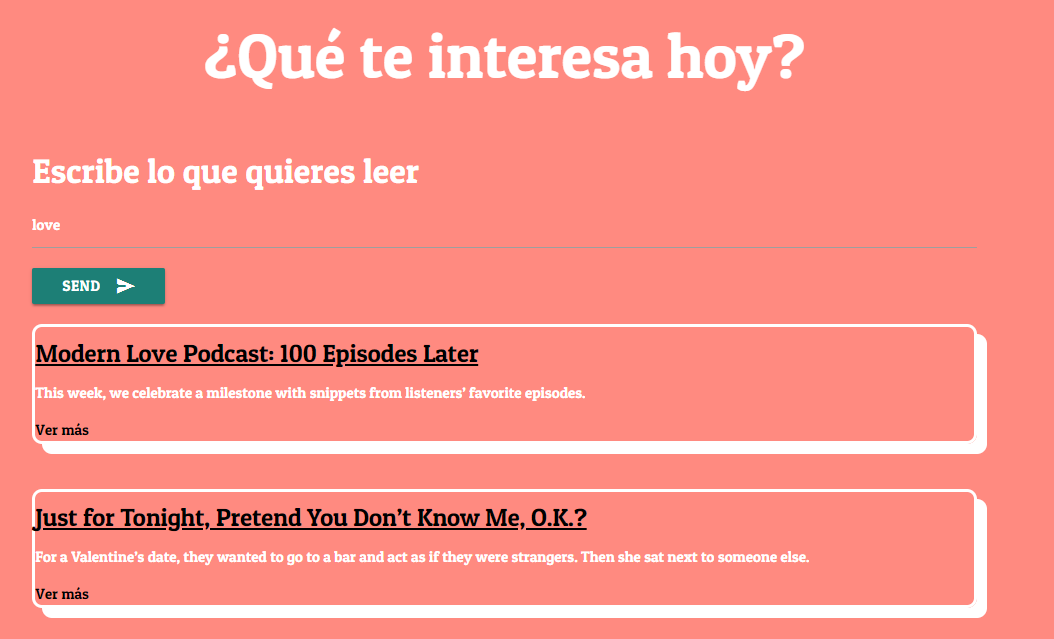 ¿Qué te interesa hoy?
Escribe lo que quieres leer
love
SEND
Modern Love Podcast: 100 Episodes Later
This week, we celebrate a milestone with snippets from listeners’ favorite episodes.
Ver más
Just for Tonight, Pretend You Don’t Know Me, O.K.?
For a Valentine’s date, they wanted to go to a bar and act as if they were strangers. Then she sat next to someone else.
Ver más